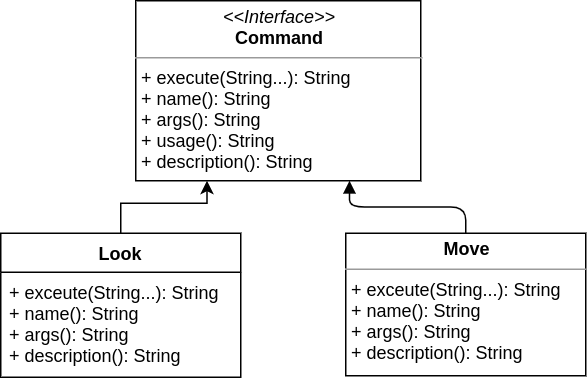 <<Interface>>
Command
+ execute(String...): String
+ name(): String
+ args(): String
+ usage(): String
+ description(): String
Look
+ exceute(String...): String
+ name(): String
+ args(): String
+ description(): String
Move
+ exceute(String...): String
+ name(): String
+ args(): String
+ description(): String